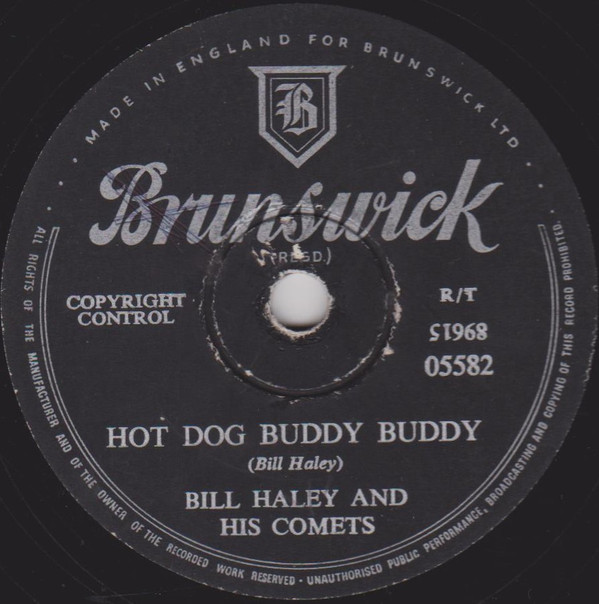 MADE IN ENGLAND FOR BRUNSWICK LTD
B
Brunswick
(REGD.)
COPYRIGHT
CONTROL
R/T
89615
05582
HOT DOG BUDDY BUDDY
(Bill Haley)
BILL HALEY AND
HIS COMETS
ALL RIGHTS OF THE MANUFACTURER AND OF THE OWNER OF THE RECORDED WORK RESERVED · UNAUTHORISED PUBLIC PERFORMANCE, BROADCASTING AND COPYING OF THIS RECORD PROHIBITED.